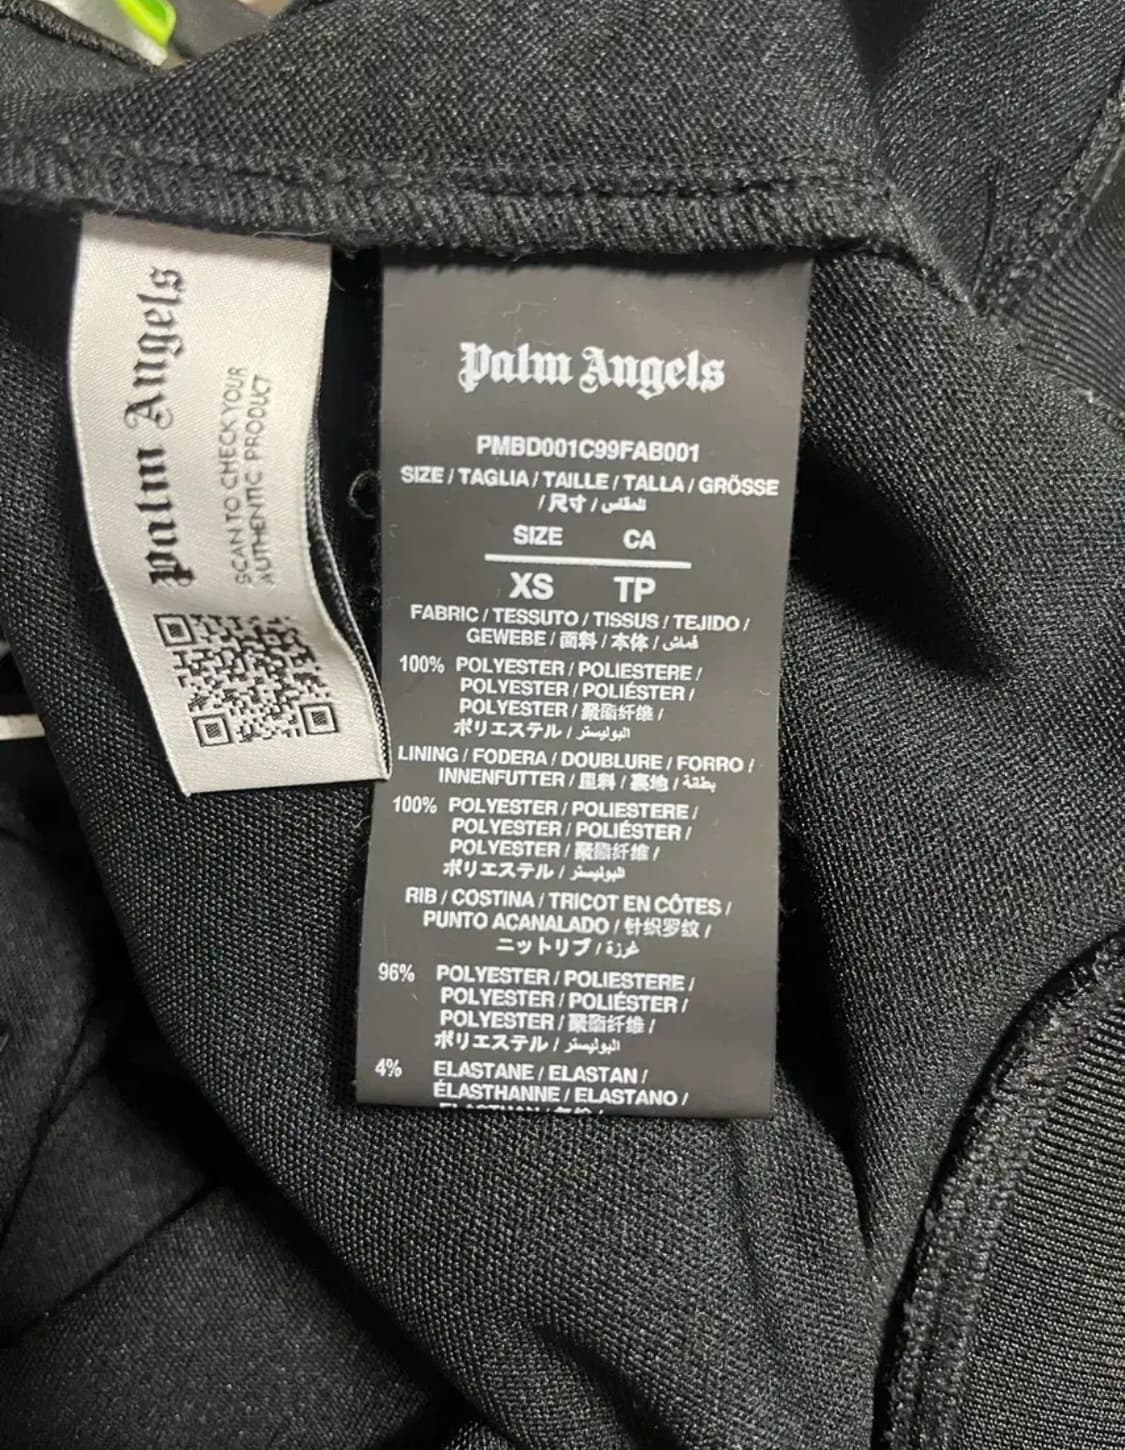 Palm Angels
SCAN TO CHECK YOUR
AUTHENTIC PRODUCT
Palm Angels
PMBD001C99FAB001
SIZE / TAGLIA / TAILLE / TALLA / GRÖSSE
/ 尺寸 / المقاس
SIZE CA
XS TP
FABRIC / TESSUTO / TISSUS / TEJIDO /
GEWEBE / 面料 / 本体 / قماش
100% POLYESTER / POLIESTERE /
POLYESTER / POLIÉSTER /
POLYESTER / 聚酯纤维 /
ポリエステル / البوليستر
LINING / FODERA / DOUBLURE / FORRO /
INNENFUTTER / 里料 / 裏地 / بطانة
100% POLYESTER / POLIESTERE /
POLYESTER / POLIÉSTER /
POLYESTER / 聚酯纤维 /
ポリエステル / البوليستر
RIB / COSTINA / TRICOT EN CÔTES /
PUNTO ACANALADO / 针织罗纹 /
ニットリブ / غرزة
96% POLYESTER / POLIESTERE /
POLYESTER / POLIÉSTER /
POLYESTER / 聚酯纤维 /
ポリエステル / البوليستر
4% ELASTANE / ELASTAN /
ÉLASTHANNE / ELASTANO /